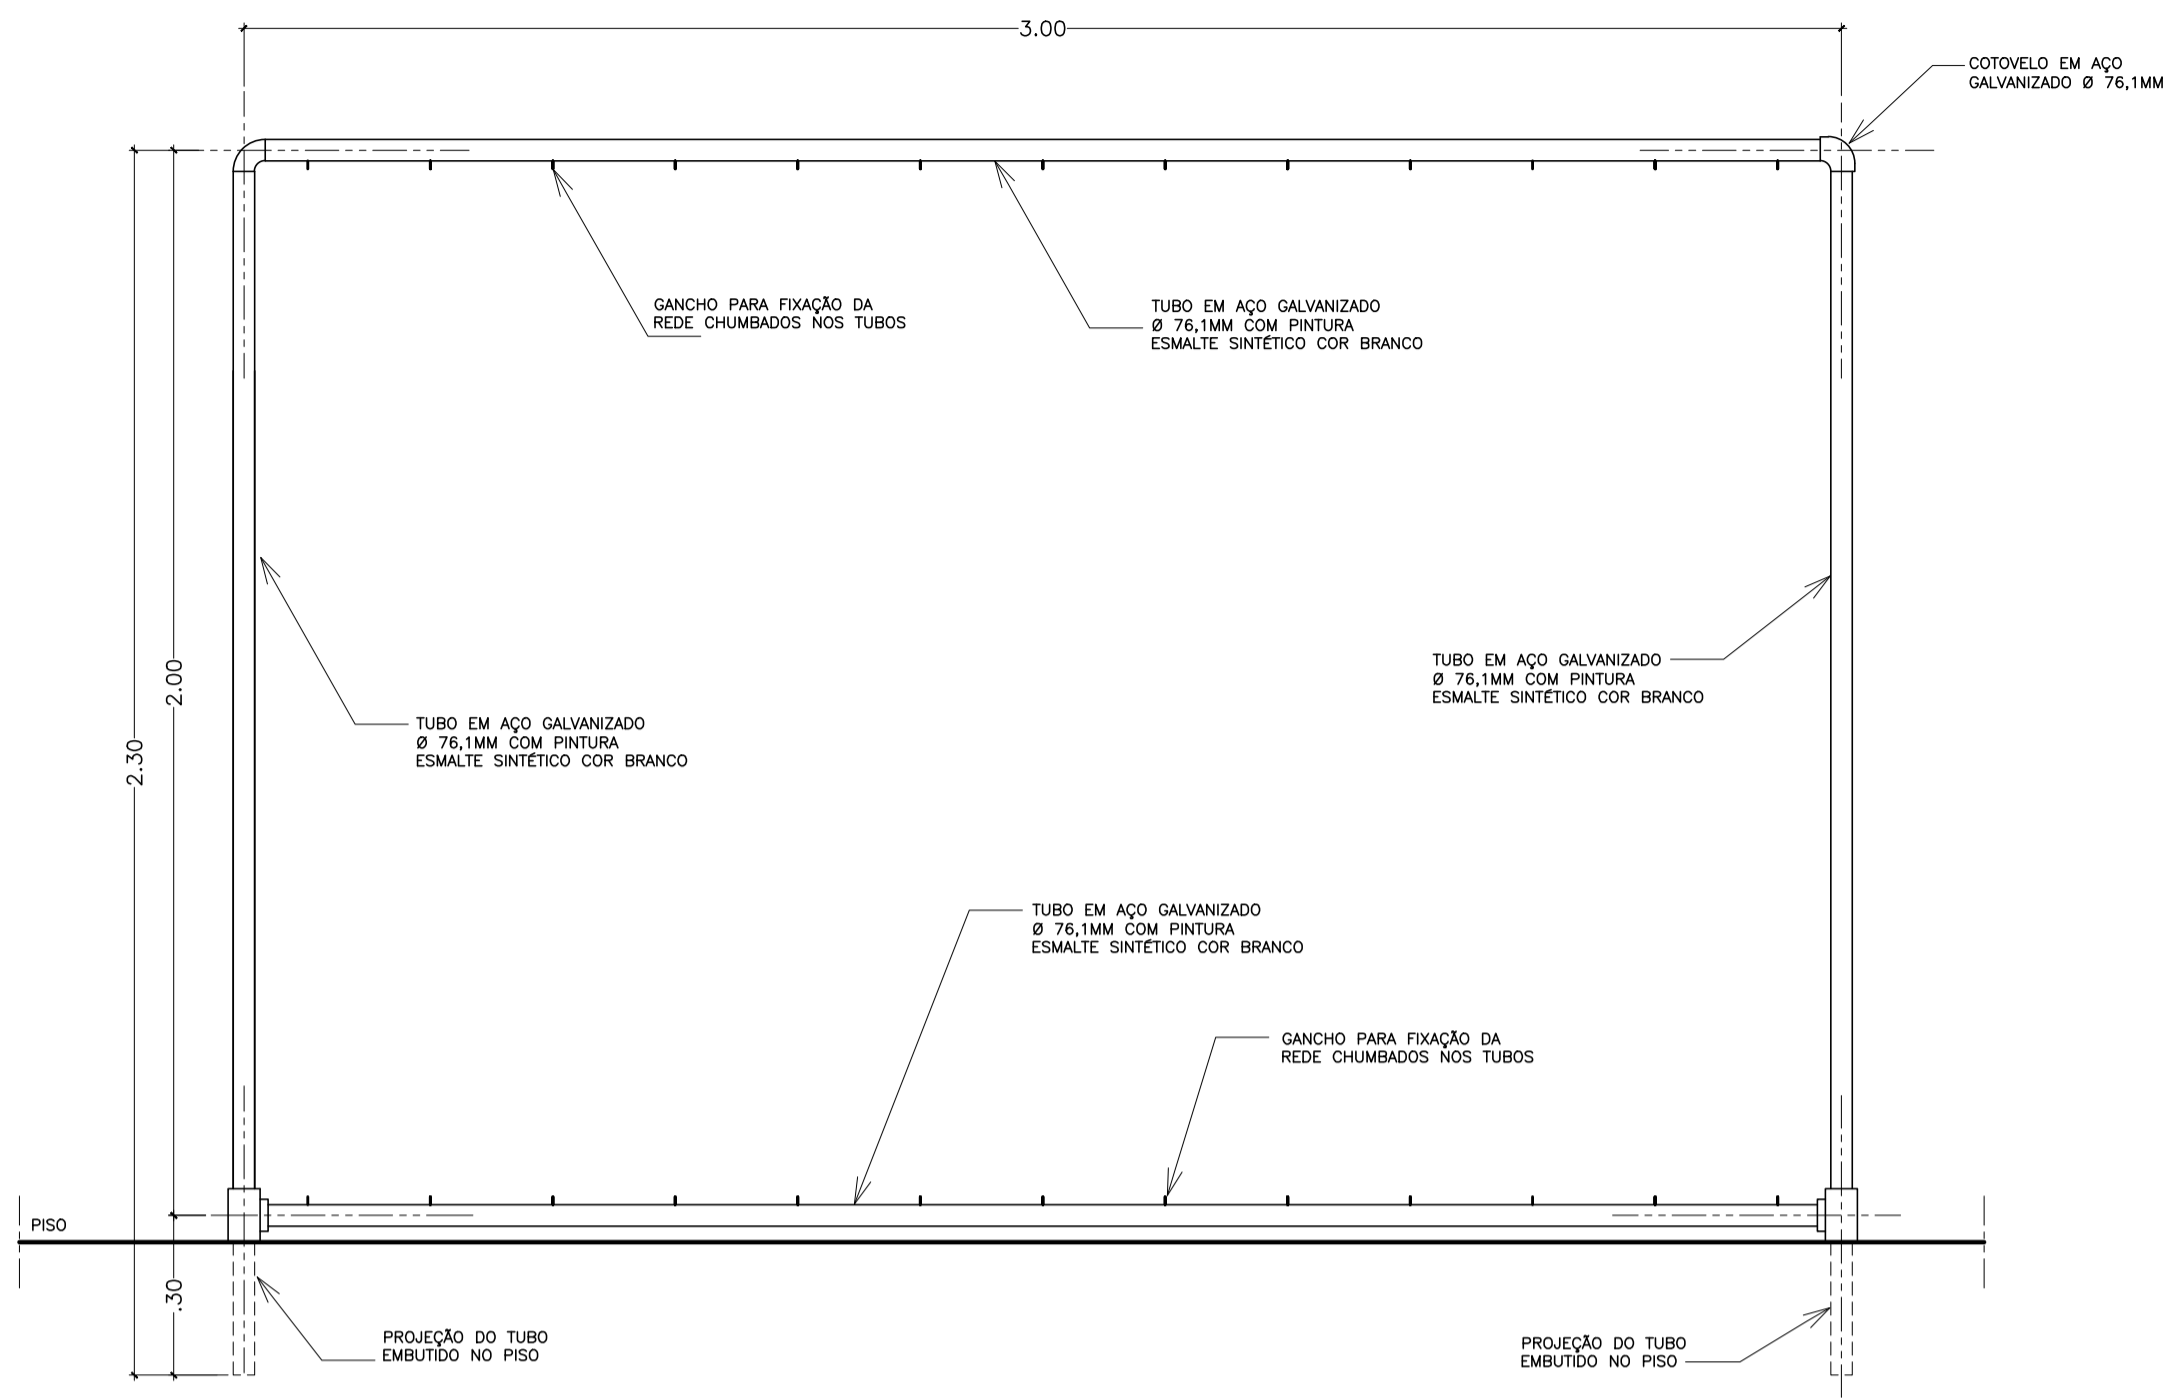 3.00
COTOVELO EM AÇO
GALVANIZADO Ø 76,1MM
GANCHO PARA FIXAÇÃO DA
REDE CHUMBADOS NOS TUBOS
TUBO EM AÇO GALVANIZADO
Ø 76,1MM COM PINTURA
ESMALTE SINTÉTICO COR BRANCO
2.00
2.30
TUBO EM AÇO GALVANIZADO
Ø 76,1MM COM PINTURA
ESMALTE SINTÉTICO COR BRANCO
TUBO EM AÇO GALVANIZADO
Ø 76,1MM COM PINTURA
ESMALTE SINTÉTICO COR BRANCO
TUBO EM AÇO GALVANIZADO
Ø 76,1MM COM PINTURA
ESMALTE SINTÉTICO COR BRANCO
GANCHO PARA FIXAÇÃO DA
REDE CHUMBADOS NOS TUBOS
PISO
.30
PROJEÇÃO DO TUBO
EMBUTIDO NO PISO
PROJEÇÃO DO TUBO
EMBUTIDO NO PISO